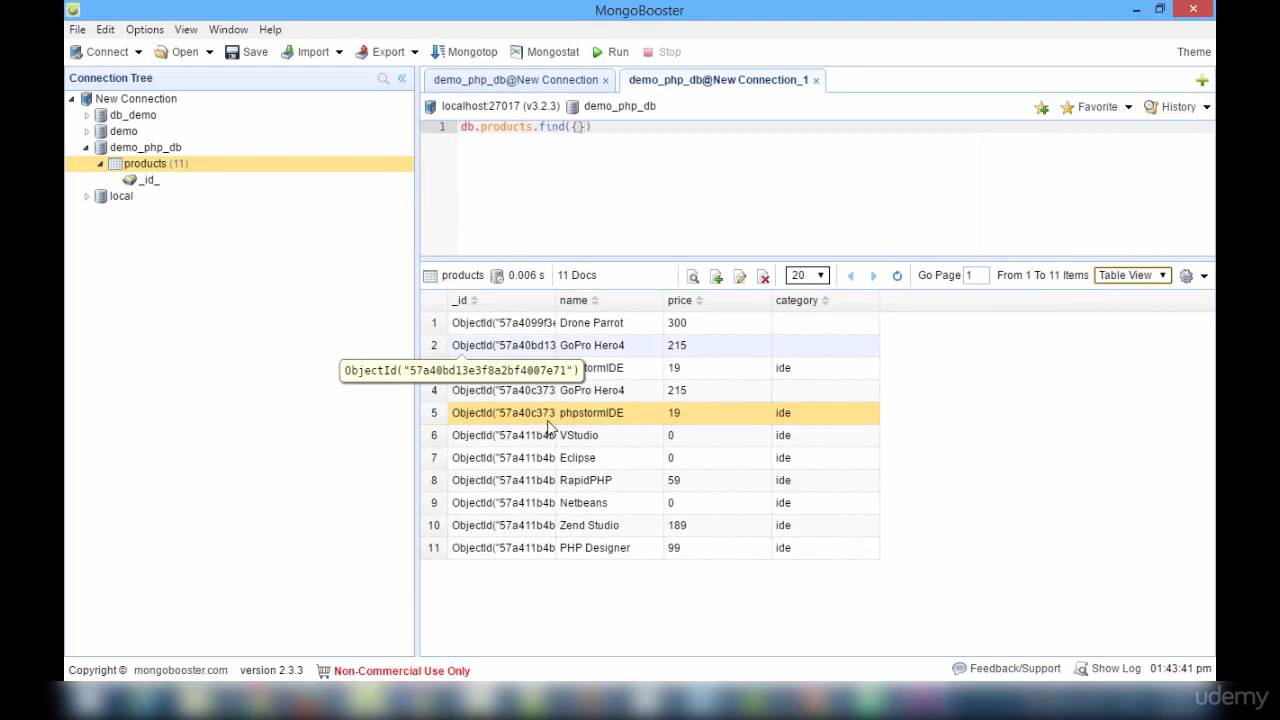 MongoBooster
File Edit Options View Window Help
Connect Open Save Import Export Mongotop Mongostat Run Stop Theme
Connection Tree
New Connection
db_demo
demo
demo_php_db
products (11)
_id_
local
demo_php_db@New Connection × demo_php_db@New Connection_1 ×
localhost:27017 (v3.2.3) demo_php_db Favorite History
1 db.products.find({})
products 0.006 s 11 Docs 20 Go Page 1 From 1 To 11 Items Table View
_id name price category
1 ObjectId("57a4099f3e Drone Parrot 300
2 ObjectId("57a40bd13 GoPro Hero4 215
ObjectId("57a40bd13e3f8a2bf4007e71")
tormIDE 19 ide
4 ObjectId("57a40c373 GoPro Hero4 215
5 ObjectId("57a40c373 phpstormIDE 19 ide
6 ObjectId("57a411b4b VStudio 0 ide
7 ObjectId("57a411b4b Eclipse 0 ide
8 ObjectId("57a411b4b RapidPHP 59 ide
9 ObjectId("57a411b4b Netbeans 0 ide
10 ObjectId("57a411b4b Zend Studio 189 ide
11 ObjectId("57a411b4b PHP Designer 99 ide
Copyright © mongobooster.com version 2.3.3 Non-Commercial Use Only Feedback/Support Show Log 01:43:41 pm
udemy